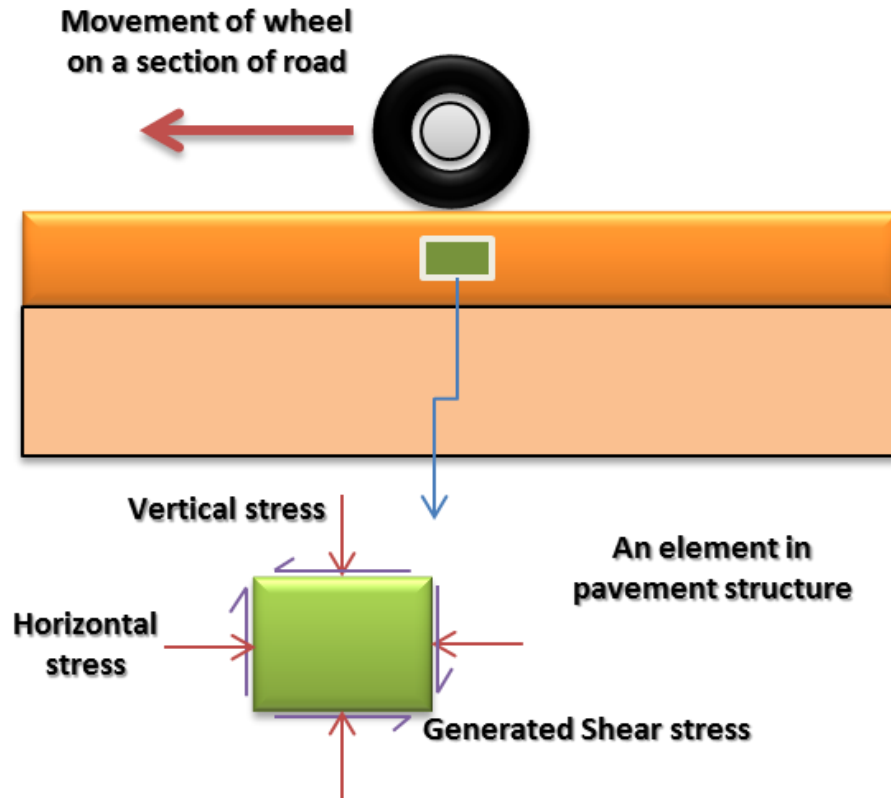 Movement of wheel
on a section of road
Vertical stress
An element in
pavement structure
Horizontal
stress
Generated Shear stress